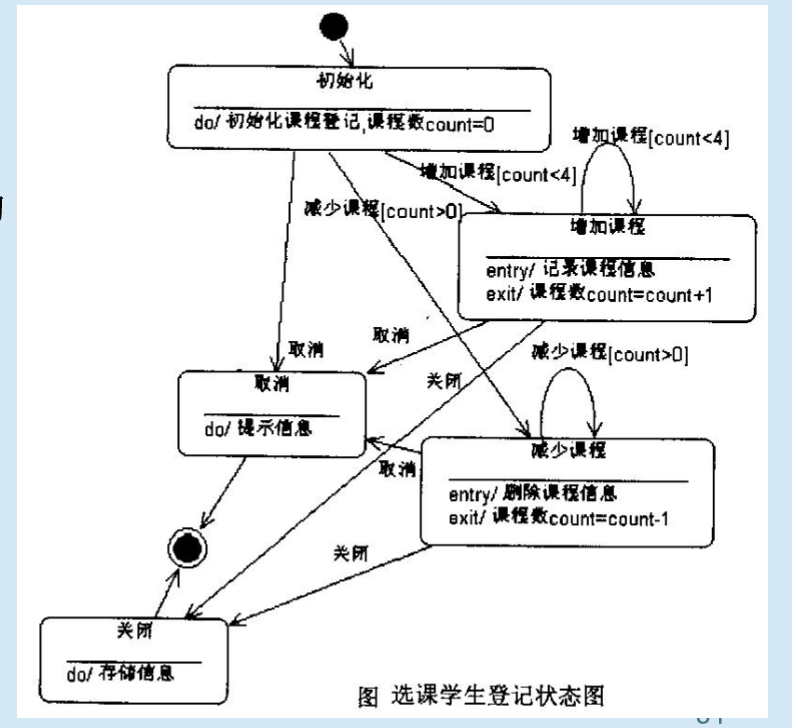 初始化
do/ 初始化课程登记,课程数count=0
增加课程[count<4]
增加课程[count<4]
减少课程[count>0]
增加课程
entry/ 记录课程信息
exit/ 课程数count=count+1
取消
取消
减少课程[count>0]
关闭
取消
do/ 提示信息
减少课程
取消
entry/ 删除课程信息
exit/ 课程数count=count-1
关闭
关闭
do/ 存储信息
图 选课学生登记状态图